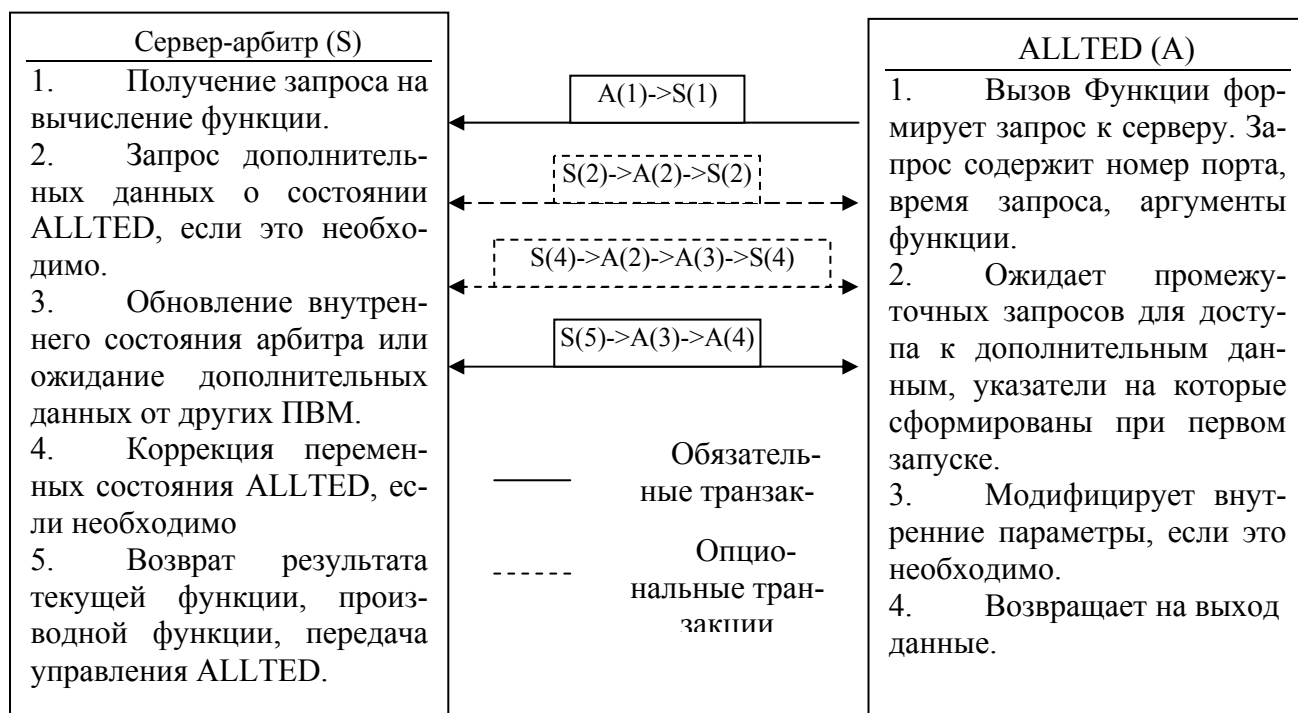 Сервер-арбитр (S)
1. Получение запроса на
вычисление функции.
2. Запрос дополнитель-
ных данных о состоянии
ALLTED, если это необхо-
димо.
3. Обновление внутрен-
него состояния арбитра или
ожидание дополнительных
данных от других ПВМ.
4. Коррекция перемен-
ных состояния ALLTED, ес-
ли необходимо
5. Возврат результата
текущей функции, произ-
водной функции, передача
управления ALLTED.
A(1)->S(1)
S(2)->A(2)->S(2)
S(4)->A(2)->A(3)->S(4)
S(5)->A(3)->A(4)
Обязатель-
ные транзак-
Опцио-
нальные тран-
закции
ALLTED (A)
1. Вызов Функции фор-
мирует запрос к серверу. За-
прос содержит номер порта,
время запроса, аргументы
функции.
2. Ожидает промежу-
точных запросов для досту-
па к дополнительным дан-
ным, указатели на которые
сформированы при первом
запуске.
3. Модифицирует внут-
ренние параметры, если это
необходимо.
4. Возвращает на выход
данные.